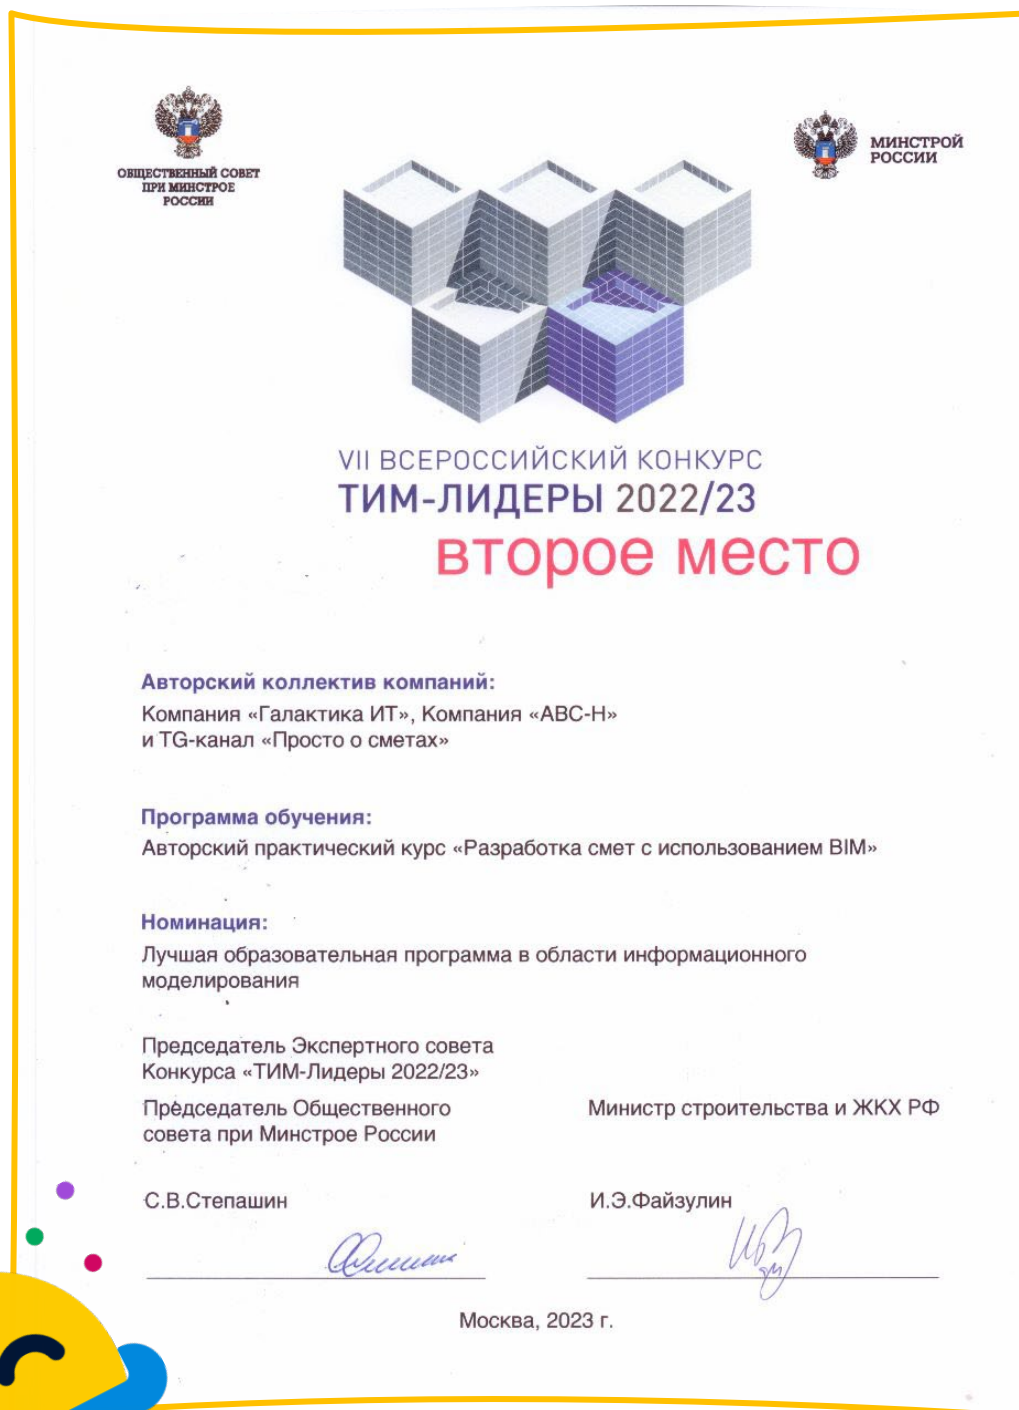 ОБЩЕСТВЕННЫЙ СОВЕТ
ПРИ МИНСТРОЕ
РОССИИ
МИНСТРОЙ
РОССИИ
VII ВСЕРОССИЙСКИЙ КОНКУРС
ТИМ-ЛИДЕРЫ 2022/23
второе место
Авторский коллектив компаний:
Компания «Галактика ИТ», Компания «АВС-Н»
и TG-канал «Просто о сметах»
Программа обучения:
Авторский практический курс «Разработка смет с использованием BIM»
Номинация:
Лучшая образовательная программа в области информационного
моделирования
Председатель Экспертного совета
Конкурса «ТИМ-Лидеры 2022/23»
Председатель Общественного
совета при Минстрое России
Министр строительства и ЖКХ РФ
С.В.Степашин
И.Э.Файзулин
Москва, 2023 г.